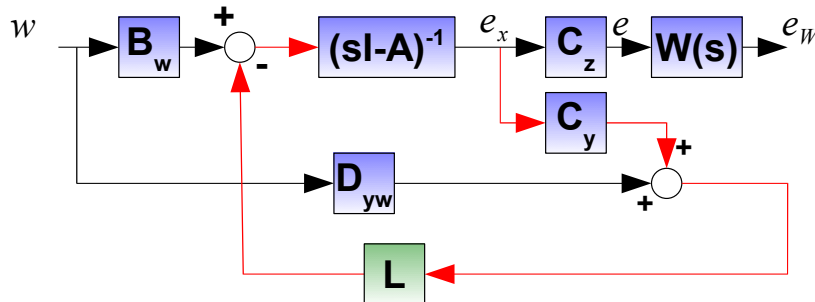 w
B_w
+
-
(sI-A)^-1
e_x
C_z
e
W(s)
e_W
C_y
+
D_yw
+
L